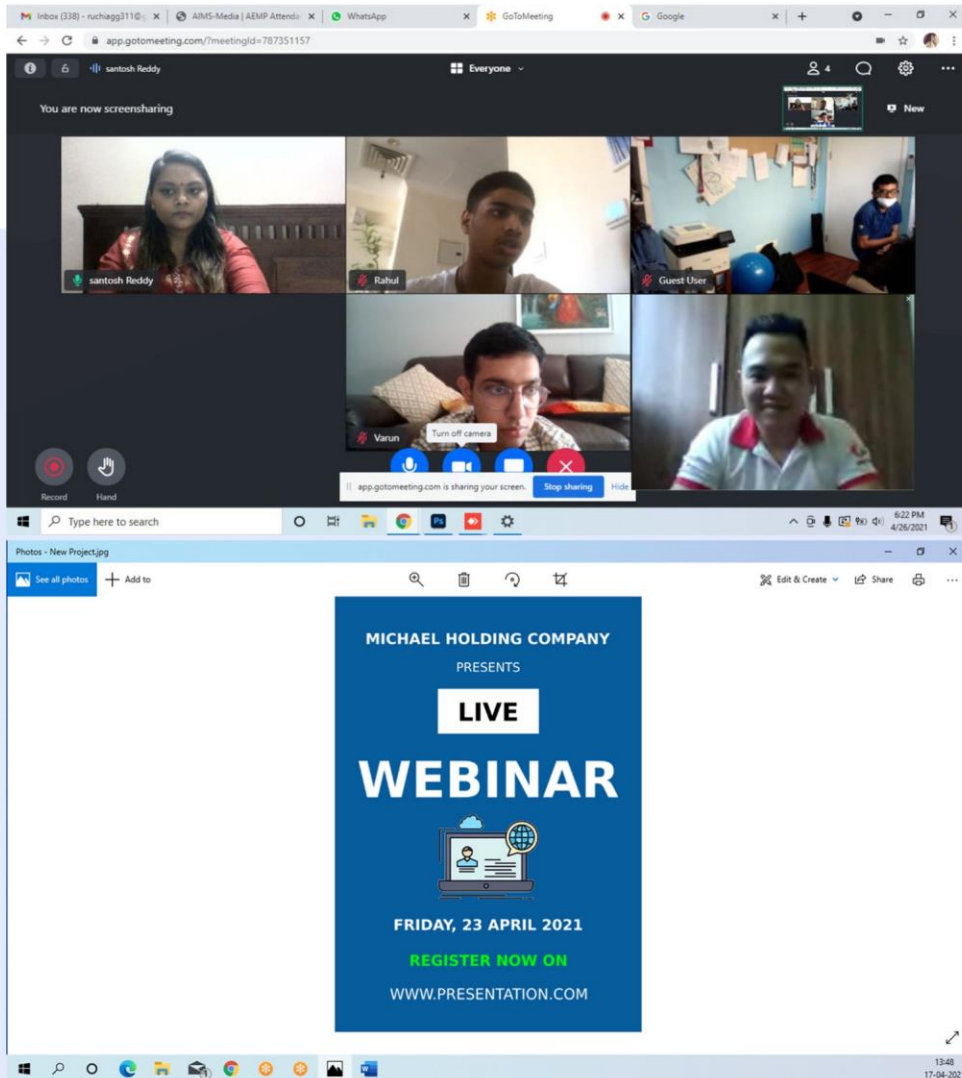 Inbox (338) - ruchiagg311@
AIMS-Media | AEMP Attenda
WhatsApp
GoToMeeting
Google
app.gotomeeting.com/?meetingId=787351157
santosh Reddy
Everyone
4
You are now screensharing
New
santosh Reddy
Rahul
Guest User
Varun
Turn off camera
Record
Hand
app.gotomeeting.com is sharing your screen.
Stop sharing
Hide
Type here to search
Ps
6:22 PM
4/26/2021
Photos - New Project.jpg
See all photos
Add to
Edit & Create
Share
MICHAEL HOLDING COMPANY
PRESENTS
LIVE
WEBINAR
FRIDAY, 23 APRIL 2021
REGISTER NOW ON
WWW.PRESENTATION.COM
13:48
17-04-202